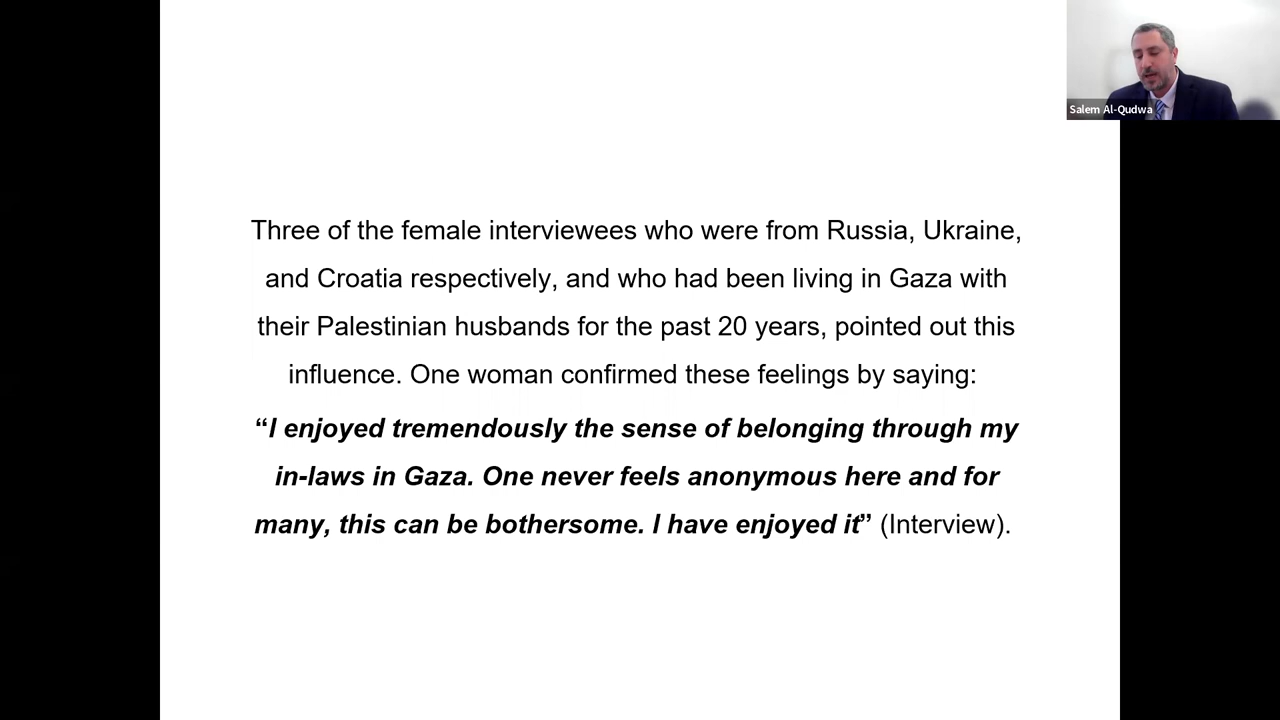 Salem Al-Qudwa
Three of the female interviewees who were from Russia, Ukraine,
and Croatia respectively, and who had been living in Gaza with
their Palestinian husbands for the past 20 years, pointed out this
influence. One woman confirmed these feelings by saying:
“I enjoyed tremendously the sense of belonging through my
in-laws in Gaza. One never feels anonymous here and for
many, this can be bothersome. I have enjoyed it” (Interview).